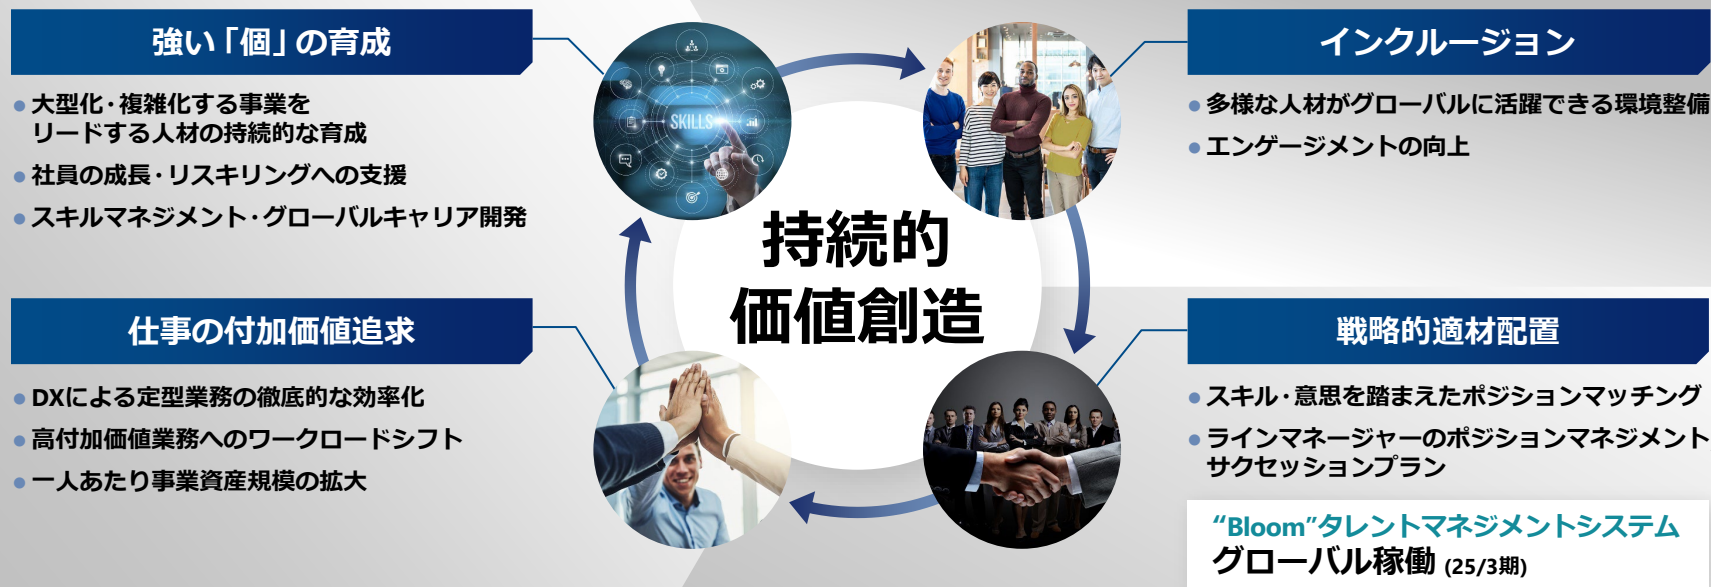 強い「個」の育成
● 大型化・複雑化する事業を
リードする人材の持続的な育成
● 社員の成長・リスキリングへの支援
● スキルマネジメント・グローバルキャリア開発
SKILLS
インクルージョン
● 多様な人材がグローバルに活躍できる環境整備
● エンゲージメントの向上
持続的
価値創造
仕事の付加価値追求
● DXによる定型業務の徹底的な効率化
● 高付加価値業務へのワークロードシフト
● 一人あたり事業資産規模の拡大
戦略的適材配置
● スキル・意思を踏まえたポジションマッチング
● ラインマネージャーのポジションマネジメント
サクセッションプラン
“Bloom”タレントマネジメントシステム
グローバル稼働 (25/3期)